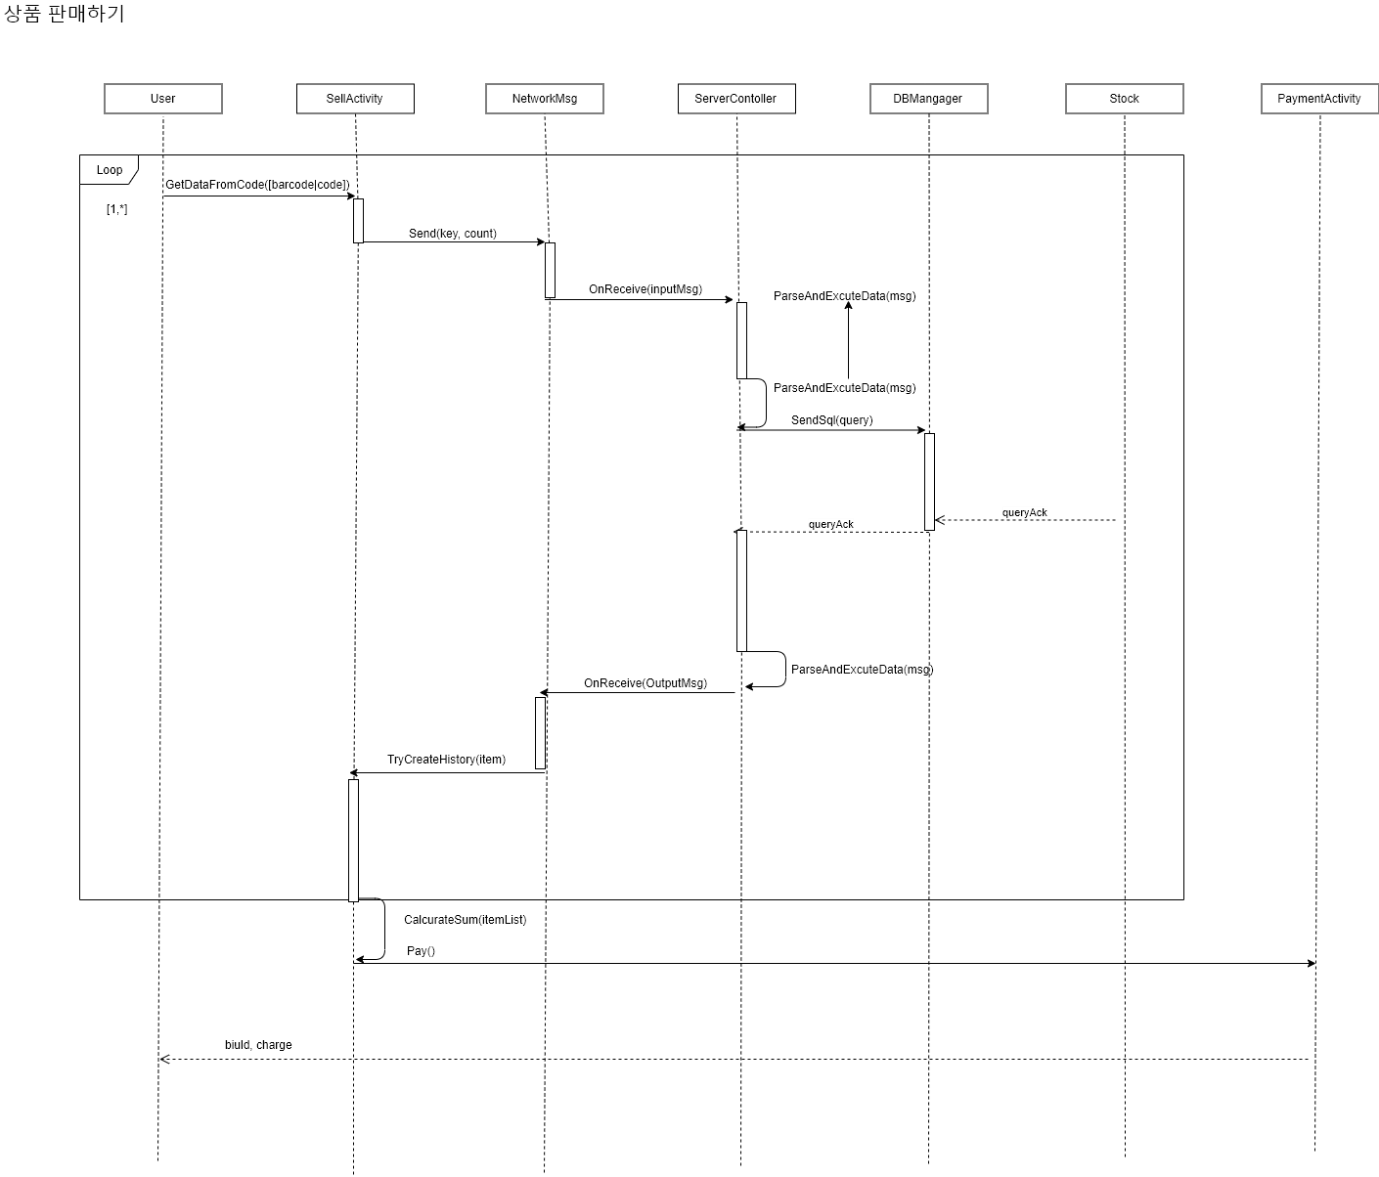 상품 판매하기
User
SellActivity
NetworkMsg
ServerContoller
DBMangager
Stock
PaymentActivity
Loop
GetDataFromCode([barcode|code])
[1,*]
Send(key, count)
OnReceive(inputMsg)
ParseAndExcuteData(msg)
ParseAndExcuteData(msg)
SendSql(query)
queryAck
queryAck
ParseAndExcuteData(msg)
OnReceive(OutputMsg)
TryCreateHistory(item)
CalcurateSum(itemList)
Pay()
biuld, charge